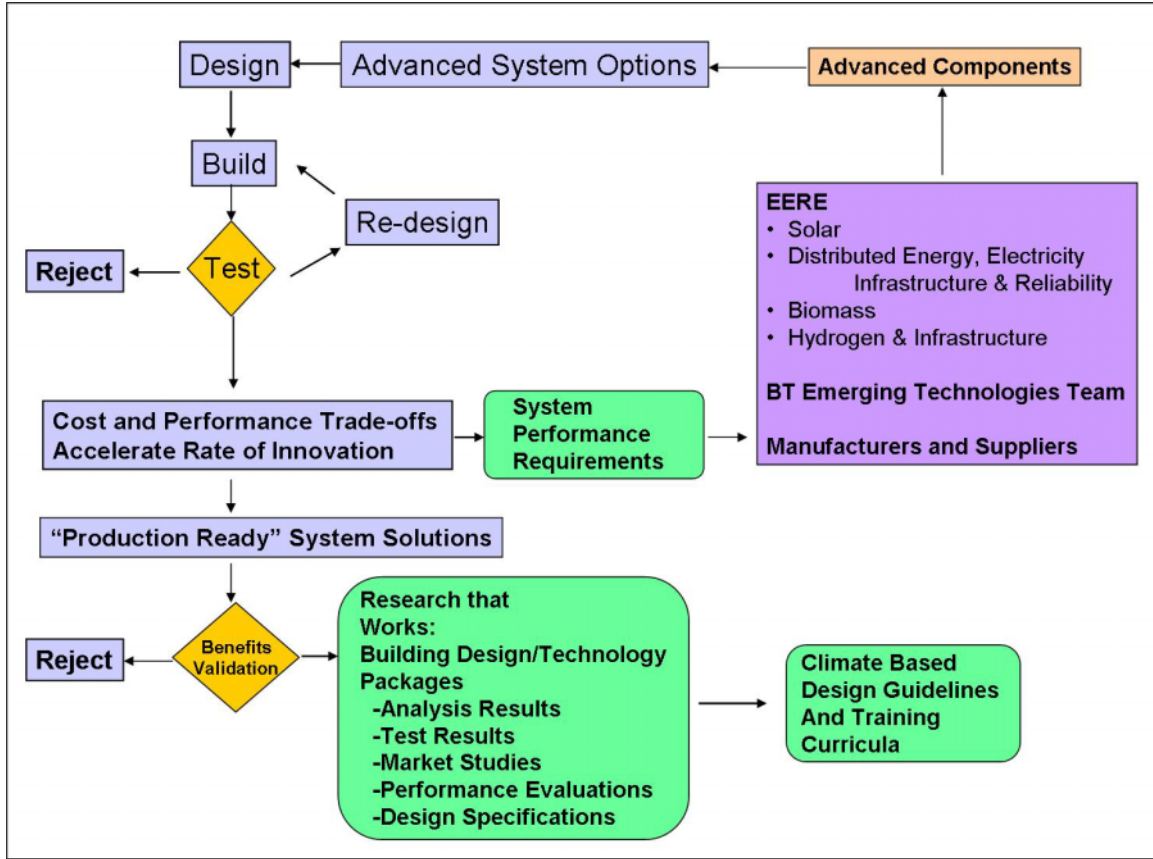 Design
Advanced System Options
Advanced Components
Build
Re-design
Test
Reject
EERE
• Solar
• Distributed Energy, Electricity
Infrastructure & Reliability
• Biomass
• Hydrogen & Infrastructure
BT Emerging Technologies Team
Manufacturers and Suppliers
Cost and Performance Trade-offs
Accelerate Rate of Innovation
System
Performance
Requirements
“Production Ready” System Solutions
Benefits
Validation
Reject
Research that
Works:
Building Design/Technology
Packages
-Analysis Results
-Test Results
-Market Studies
-Performance Evaluations
-Design Specifications
Climate Based
Design Guidelines
And Training
Curricula